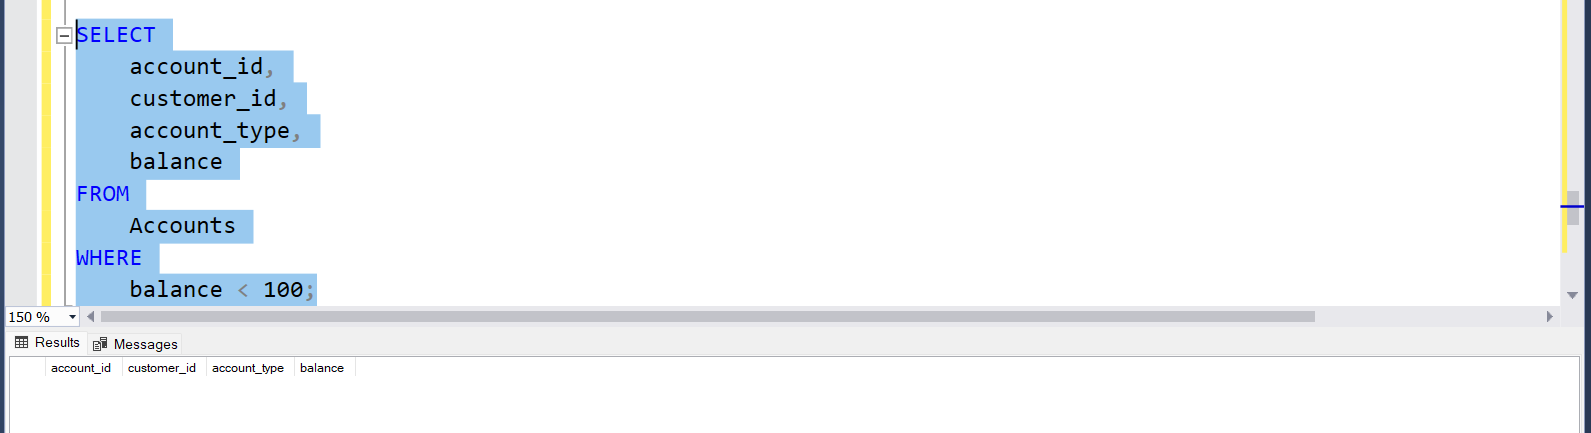 SELECT
account_id,
customer_id,
account_type,
balance
FROM
Accounts
WHERE
balance < 100;
150 %
Results Messages
account_id customer_id account_type balance